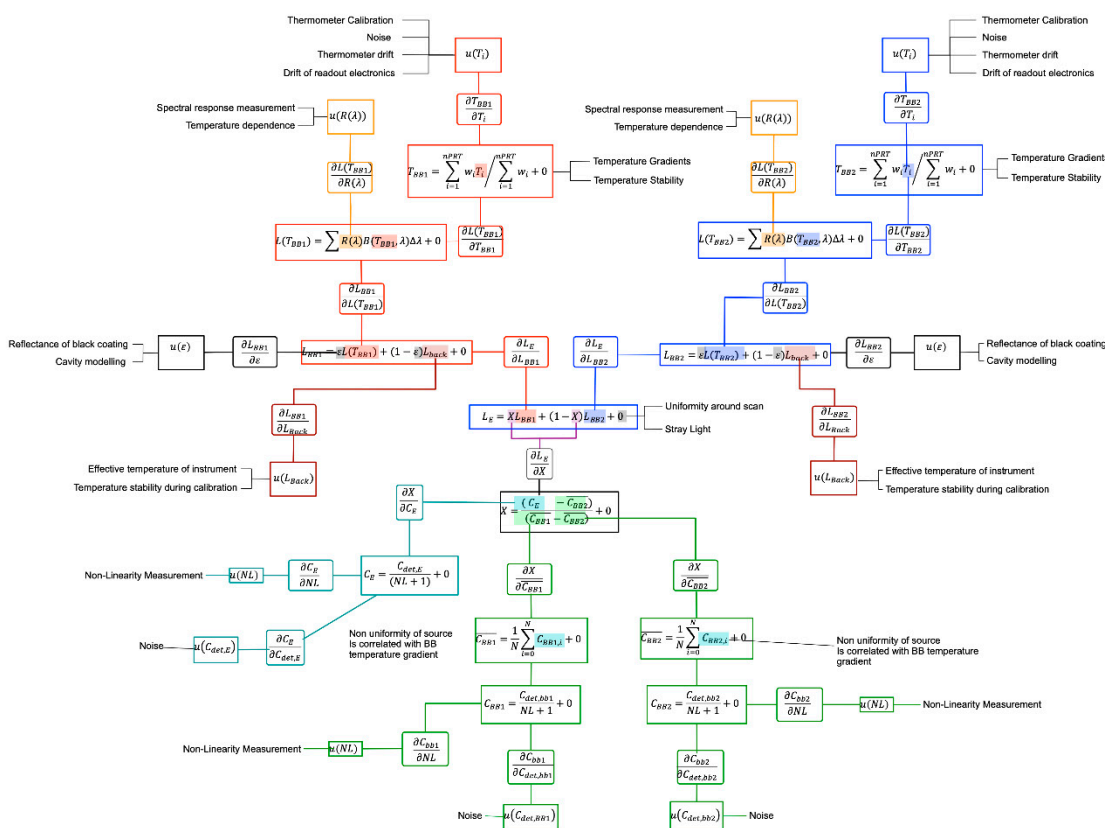 Thermometer Calibration
Noise
Thermometer drift
Drift of readout electronics
u(T_i)
Thermometer Calibration
Noise
Thermometer drift
Drift of readout electronics
u(T_i)
∂T_BB1/∂T_i
∂T_BB2/∂T_i
Spectral response measurement
Temperature dependence
u(R(λ))
Spectral response measurement
Temperature dependence
u(R(λ))
T_BB1 = ∑_{i=1}^{nPRT} w_i T_i / ∑_{i=1}^{nPRT} w_i + 0
Temperature Gradients
Temperature Stability
T_BB2 = ∑_{i=1}^{nPRT} w_i T_i / ∑_{i=1}^{nPRT} w_i + 0
Temperature Gradients
Temperature Stability
∂L(T_BB1)/∂R(λ)
∂L(T_BB2)/∂R(λ)
L(T_BB1) = ∑ R(λ)B(T_BB1, λ)Δλ + 0
∂L(T_BB1)/∂T_BB1
L(T_BB2) = ∑ R(λ)B(T_BB2, λ)Δλ + 0
∂L(T_BB2)/∂T_BB2
∂L_BB1/∂L(T_BB1)
∂L_BB2/∂L(T_BB2)
Reflectance of black coating
Cavity modelling
u(ε)
∂L_BB1/∂ε
L_BB1 = εL(T_BB1) + (1 − ε)L_back + 0
∂L_E/∂L_BB1
∂L_E/∂L_BB2
L_BB2 = εL(T_BB2) + (1 − ε)L_back + 0
∂L_BB2/∂ε
u(ε)
Reflectance of black coating
Cavity modelling
∂L_BB1/∂L_Back
L_E = XL_BB1 + (1 − X)L_BB2 + 0
Uniformity around scan
Stray Light
∂L_BB2/∂L_Back
∂L_E/∂X
Effective temperature of instrument
Temperature stability during calibration
u(L_Back)
u(L_Back)
Effective temperature of instrument
Temperature stability during calibration
∂X/∂C_E
X = (C_E − \overline{C_BB2})/(\overline{C_BB1} − \overline{C_BB2}) + 0
Non-Linearity Measurement
u(NL)
∂C_E/∂NL
C_E = C_det,E/(NL + 1) + 0
∂X/∂\overline{C_BB1}
∂X/∂\overline{C_BB2}
Noise
u(C_det,E)
∂C_E/∂C_det,E
Non uniformity of source
Is correlated with BB
temperature gradient
\overline{C_BB1} = 1/N ∑_{i=0}^{N} C_BB1,i + 0
\overline{C_BB2} = 1/N ∑_{i=0}^{N} C_BB2,i + 0
Non uniformity of source
Is correlated with BB temperature
gradient
C_BB1 = C_det,bb1/(NL + 1) + 0
C_BB2 = C_det,bb2/(NL + 1) + 0
∂C_bb2/∂NL
u(NL)
Non-Linearity Measurement
Non-Linearity Measurement
u(NL)
∂C_bb1/∂NL
∂C_bb1/∂C_det,bb1
∂C_bb2/∂C_det,bb2
Noise
u(C_det,BB1)
u(C_det,bb2)
Noise